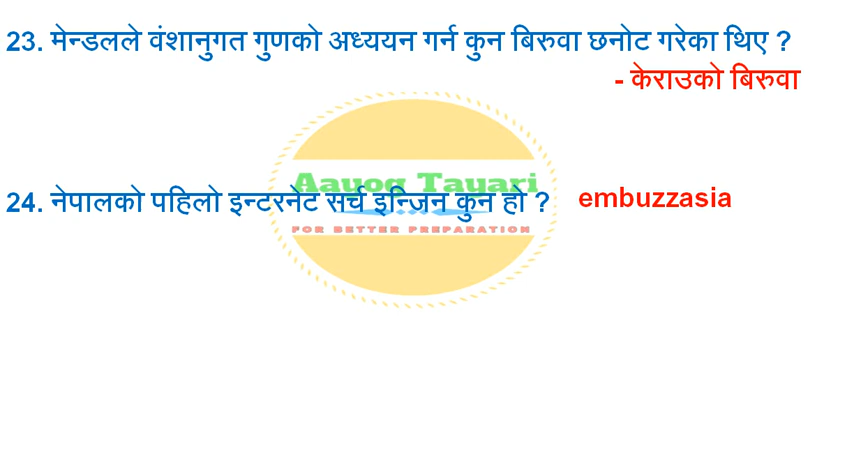 23. मेन्डलले वंशानुगत गुणको अध्ययन गर्न कुन बिरुवा छनोट गरेका थिए ?
- केराउको बिरुवा
Aayog Tayari
24. नेपालको पहिलो इन्टरनेट सर्च इन्जिन कुन हो ? embuzzasia
FOR BETTER PREPARATION